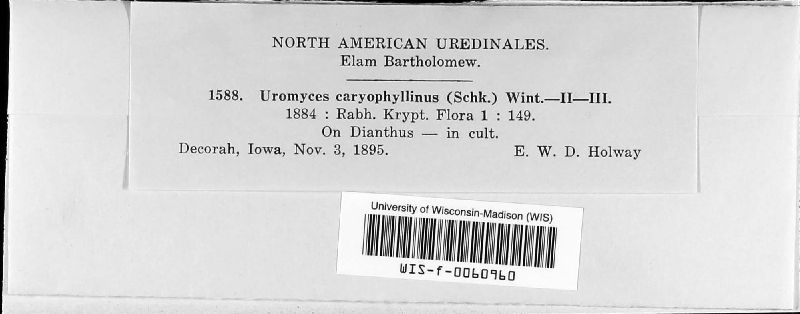 NORTH AMERICAN UREDINALES.
Elam Bartholomew.
1588. Uromyces caryophyllinus (Schk.) Wint.—II—III.
1884 : Rabh. Krypt. Flora 1 : 149.
On Dianthus — in cult.
Decorah, Iowa, Nov. 3, 1895. E. W. D. Holway
University of Wisconsin-Madison (WIS)
WIS-f-0060960